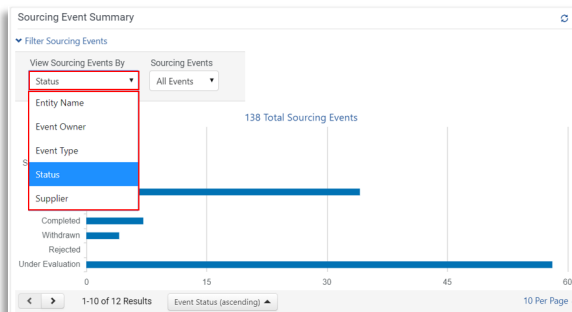 Sourcing Event Summary
Filter Sourcing Events
View Sourcing Events By Sourcing Events
Status All Events
Entity Name
Event Owner
Event Type
Status
Supplier
138 Total Sourcing Events
S
Completed
Withdrawn
Rejected
Under Evaluation
0 15 30 45 60
1-10 of 12 Results Event Status (ascending) 10 Per Page